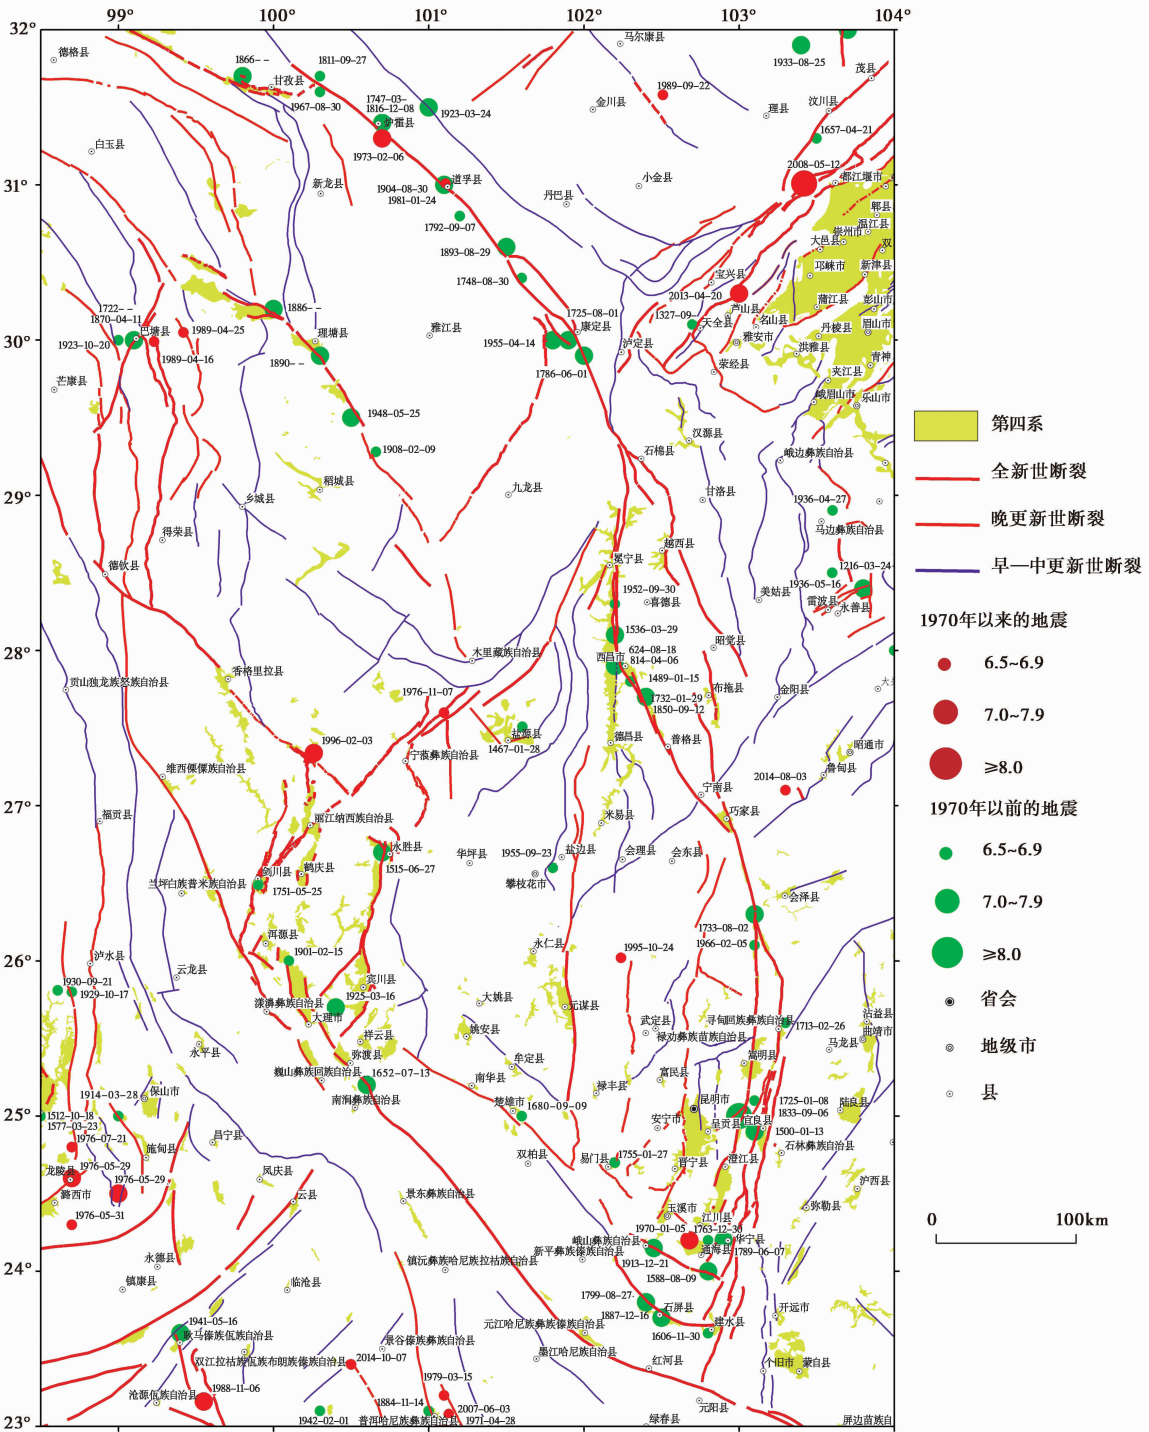 99°
100°
101°
102°
103°
104°
32°
31°
30°
29°
28°
27°
26°
25°
24°
23°
德格县
1866- -
甘孜县
1811-09-27
1967-08-30
1747-03-
1816-12-08
炉霍县
1973-02-06
1923-03-24
马尔康县
金川县
1989-09-22
理县
1933-08-25
茂县
汶川县
1657-04-21
2008-05-12
都江堰市
白玉县
新龙县
1904-08-30
1981-01-24
道孚县
1792-09-07
丹巴县
小金县
郫县
温江县
崇州市
双
大邑县
1893-08-29
1748-08-30
宝兴县
邛崃市
新津县
2013-04-20
芦山县
蒲江县
彭山市
1722- -
1870-04-11
巴塘县
1989-04-25
1923-10-20
1989-04-16
1886- -
理塘县
1890- -
雅江县
1725-08-01
康定县
1955-04-14
1786-06-01
泸定县
1327-09-
天全县
名山县
雅安市
丹棱县
眉山市
洪雅县
青神
荥经县
夹江县
芒康县
1948-05-25
1908-02-09
峨眉山市
乐山市
汉源县
石棉县
峨边彝族自治县
稻城县
乡城县
九龙县
甘洛县
1936-04-27
马边彝族自治县
得荣县
德钦县
冕宁县
越西县
1216-03-24
1936-05-16
1952-09-30
喜德县
美姑县
雷波县
永善县
1536-03-29
昭觉县
木里藏族自治县
624-08-18
西昌市
814-04-06
香格里拉县
贡山独龙族怒族自治县
1489-01-15
1732-01-29
1850-09-12
布拖县
金阳县
1976-11-07
盐源县
1467-01-28
德昌县
普格县
1996-02-03
宁蒗彝族自治县
昭通市
鲁甸县
维西傈僳族自治县
2014-08-03
宁南县
福贡县
丽江纳西族自治县
米易县
巧家县
永胜县
1515-06-27
华坪县
1955-09-23
盐边县
会理县
会东县
攀枝花市
剑川县
鹤庆县
兰坪白族普米族自治县
1751-05-25
会泽县
1733-08-02
1966-02-05
洱源县
1901-02-15
永仁县
1995-10-24
泸水县
云龙县
1930-09-21
1929-10-17
宾川县
1925-03-16
漾濞彝族自治县
大理市
大姚县
元谋县
寻甸回族彝族自治县
1713-02-26
沾益县
曲靖市
武定县
禄劝彝族苗族自治县
马龙县
姚安县
祥云县
弥渡县
永平县
巍山彝族回族自治县
1652-07-13
牟定县
嵩明县
富民县
南华县
禄丰县
1914-03-28
保山市
南涧彝族自治县
楚雄市
1680-09-09
昆明市
1725-01-08
1833-09-06
陆良县
1512-10-18
1577-03-23
1976-07-21
昌宁县
安宁市
呈贡县
宜良县
1500-01-13
石林彝族自治县
施甸县
双柏县
易门县
1755-01-27
晋宁县
澄江县
龙陵县
1976-05-29
1976-05-29
凤庆县
泸西县
潞西市
云县
景东彝族自治县
玉溪市
江川县
弥勒县
1976-05-31
1970-01-05
1763-12-30
峨山彝族自治县
华宁县
通海县
新平彝族傣族自治县
1789-06-07
1913-12-21
永德县
镇沅彝族哈尼族拉祜族自治县
1588-08-09
镇康县
临沧县
1799-08-27
石屏县
1887-12-16
开远市
1941-05-16
元江哈尼族彝族傣族自治县
建水县
1606-11-30
耿马傣族佤族自治县
景谷傣族彝族自治县
双江拉祜族佤族布朗族傣族自治县
2014-10-07
墨江哈尼族自治县
红河县
个旧市
蒙自县
1979-03-15
沧源佤族自治县
1988-11-06
1884-11-14
2007-06-03
元阳县
1942-02-01
普洱哈尼族彝族自治县
1971-04-28
绿春县
屏边苗族自
第四系
全新世断裂
晚更新世断裂
早—中更新世断裂
1970年以来的地震
6.5~6.9
7.0~7.9
≥8.0
1970年以前的地震
6.5~6.9
7.0~7.9
≥8.0
省会
地级市
县
0
100km